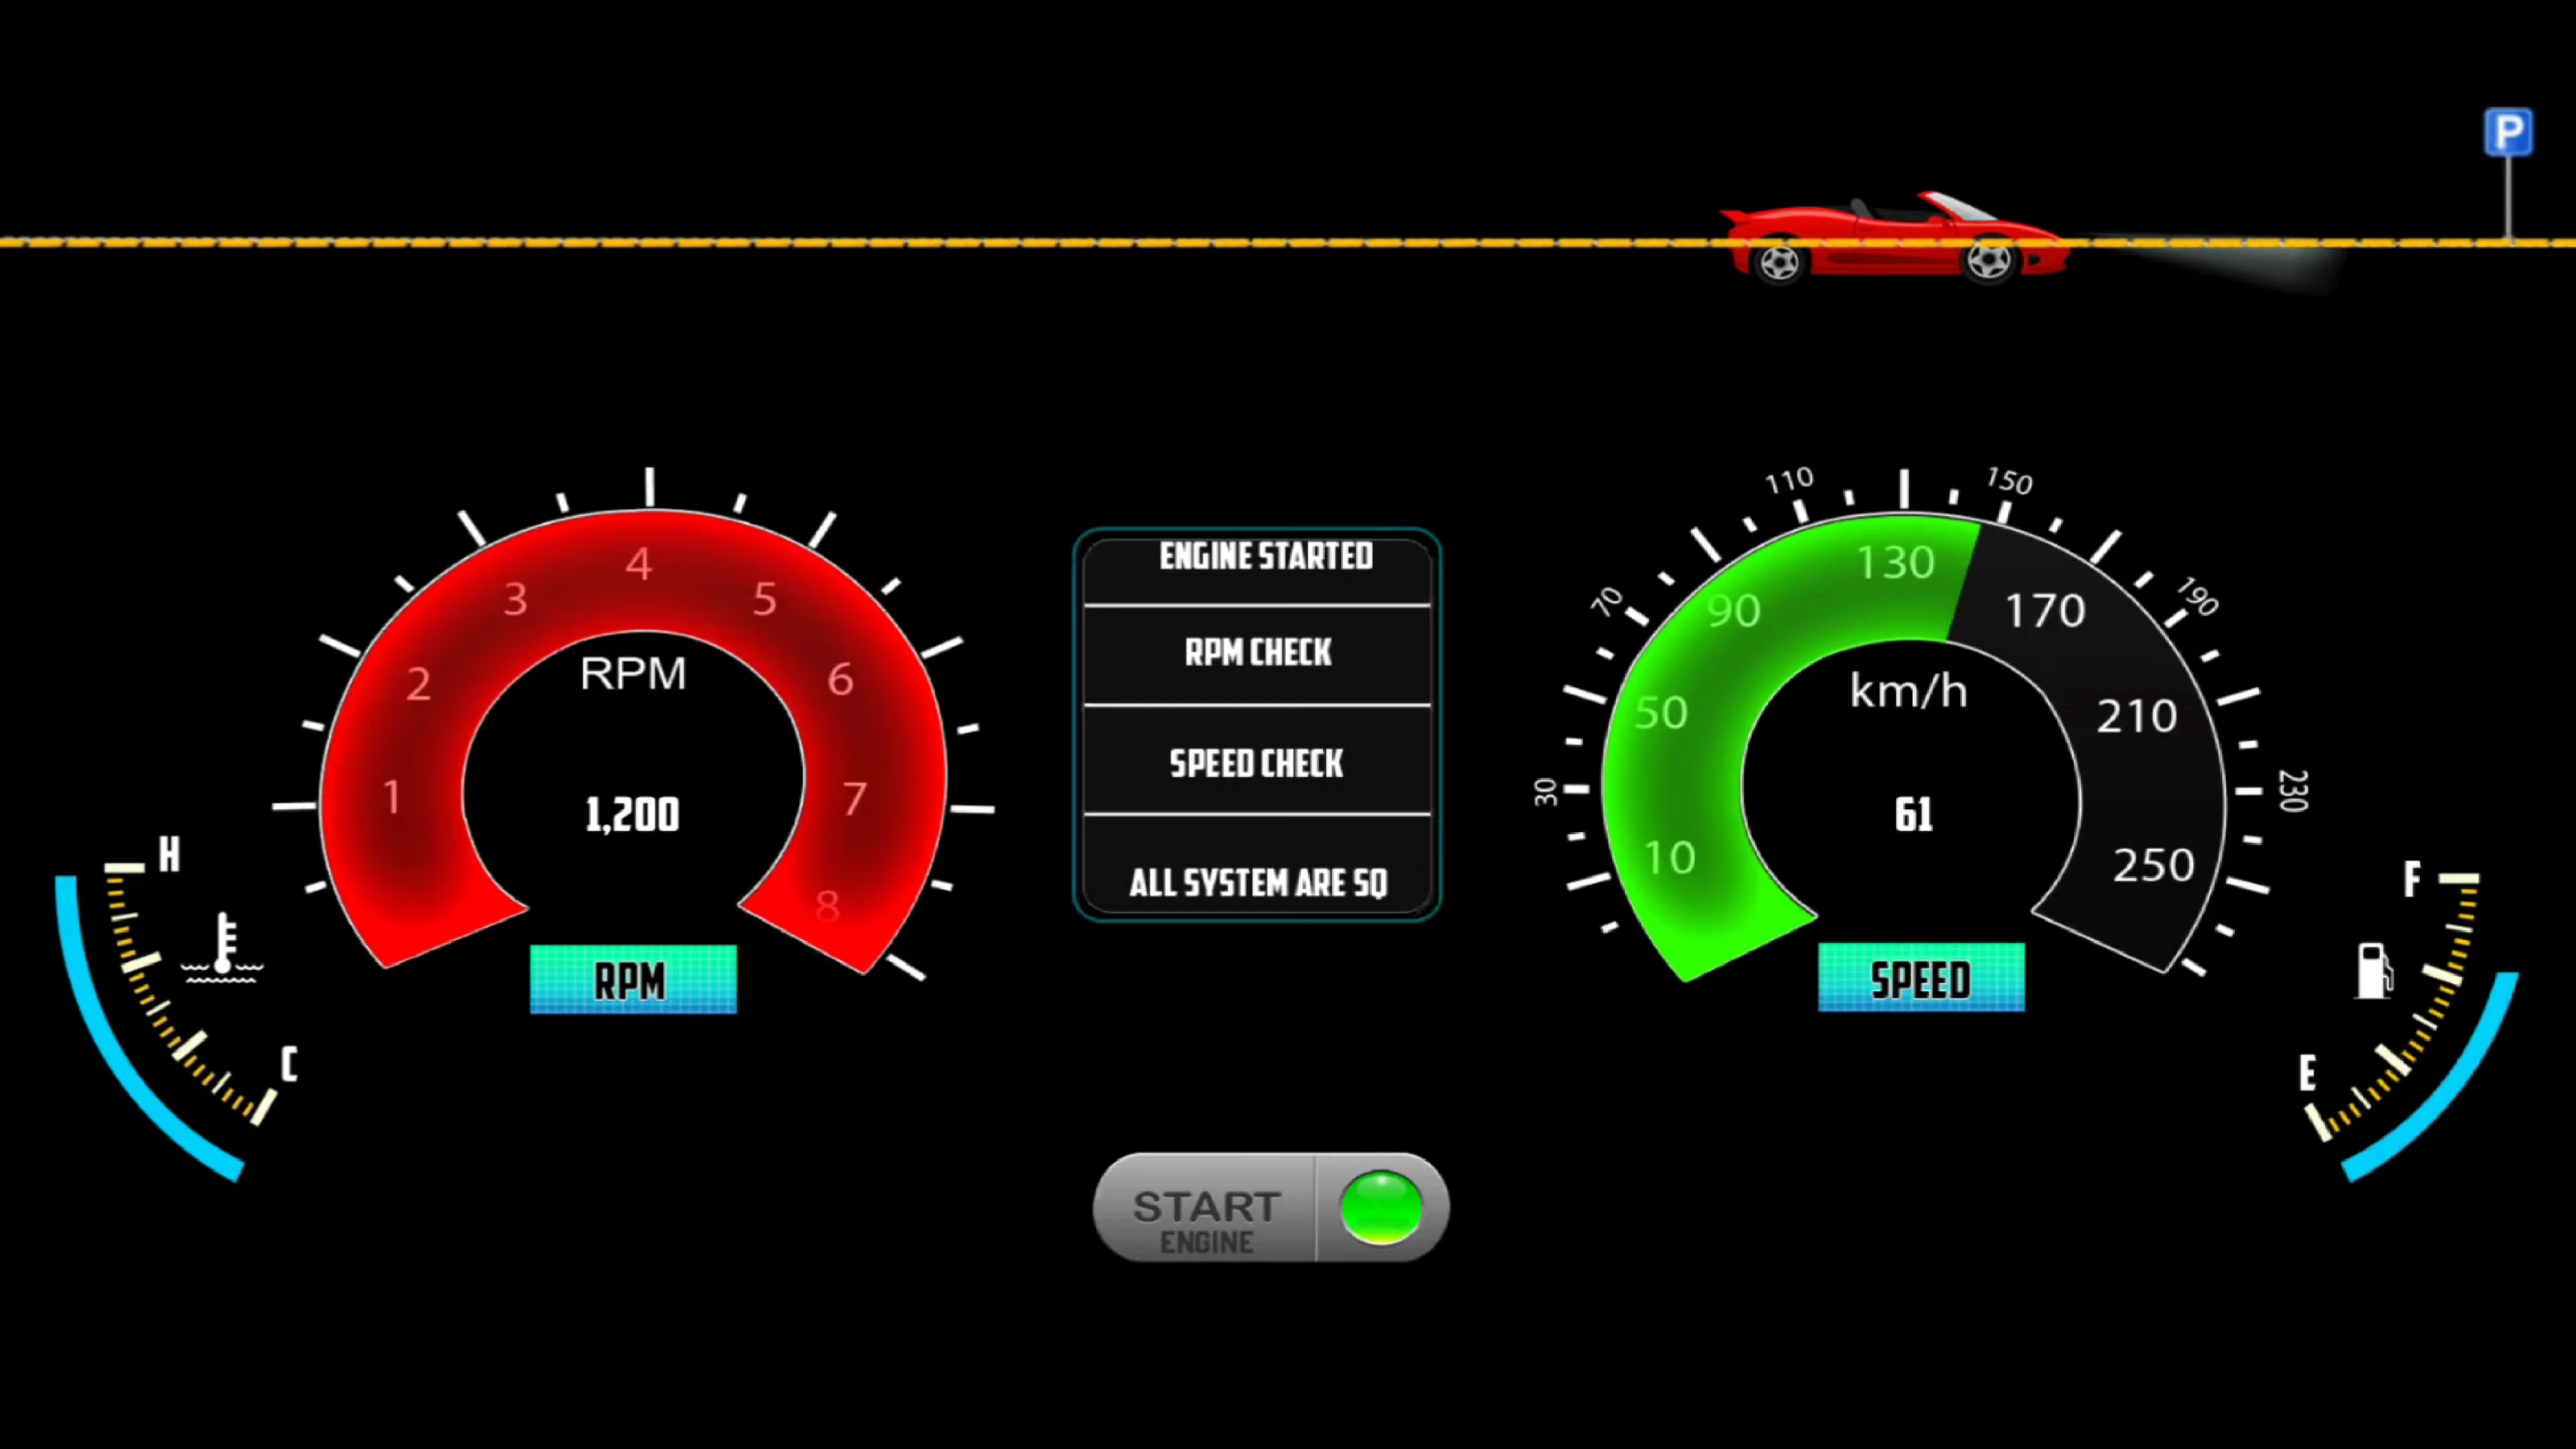 P
110
150
ENGINE STARTED
4
130
3
5
70
90
170
190
RPM CHECK
2
RPM
6
km/h
50
210
SPEED CHECK
1
7
30
230
1,200
61
H
10
250
8
ALL SYSTEM ARE SQ
F
RPM
SPEED
C
E
START
ENGINE